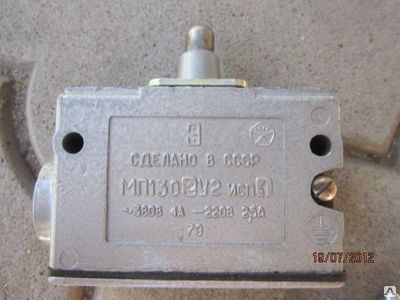 СДЕЛАНО В СССР
МП1302У2 ИСП1
~380В 4А —220В 2,5А
79
19/07/2012